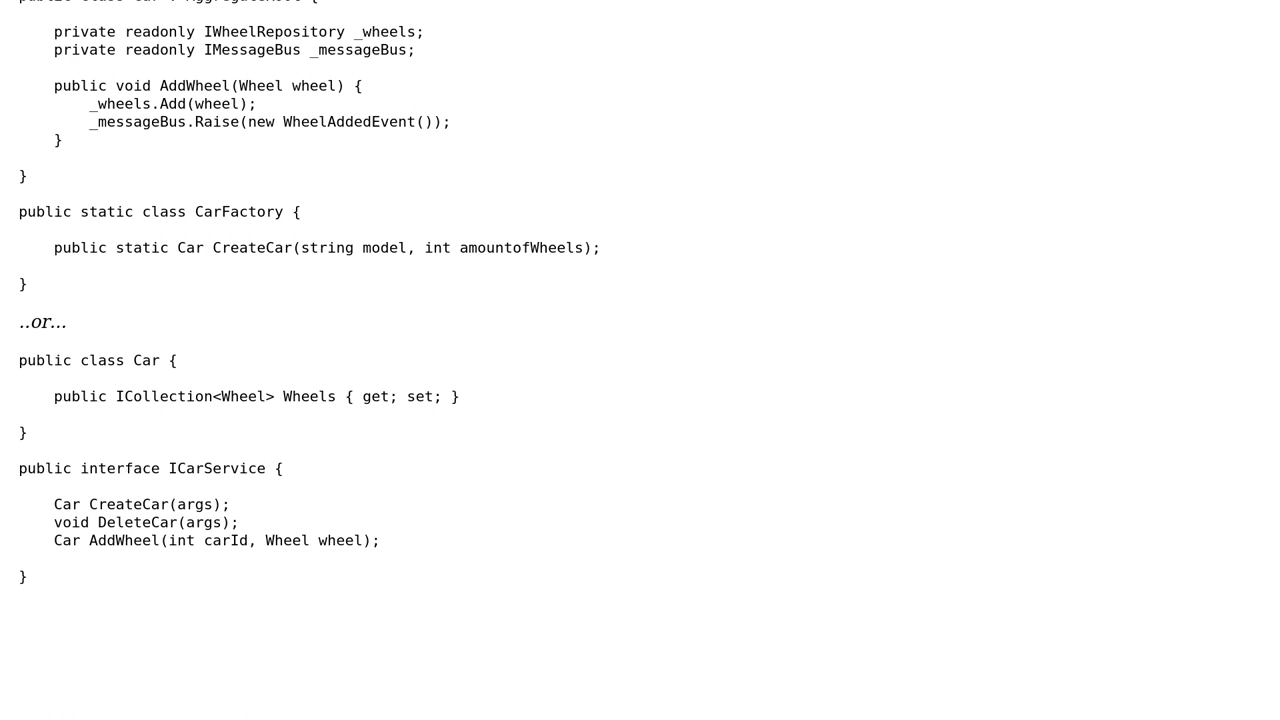 private readonly IWheelRepository _wheels;
    private readonly IMessageBus _messageBus;

    public void AddWheel(Wheel wheel) {
        _wheels.Add(wheel);
        _messageBus.Raise(new WheelAddedEvent());
    }

}

public static class CarFactory {

    public static Car CreateCar(string model, int amountofWheels);

}

..or...

public class Car {

    public ICollection<Wheel> Wheels { get; set; }

}

public interface ICarService {

    Car CreateCar(args);
    void DeleteCar(args);
    Car AddWheel(int carId, Wheel wheel);

}